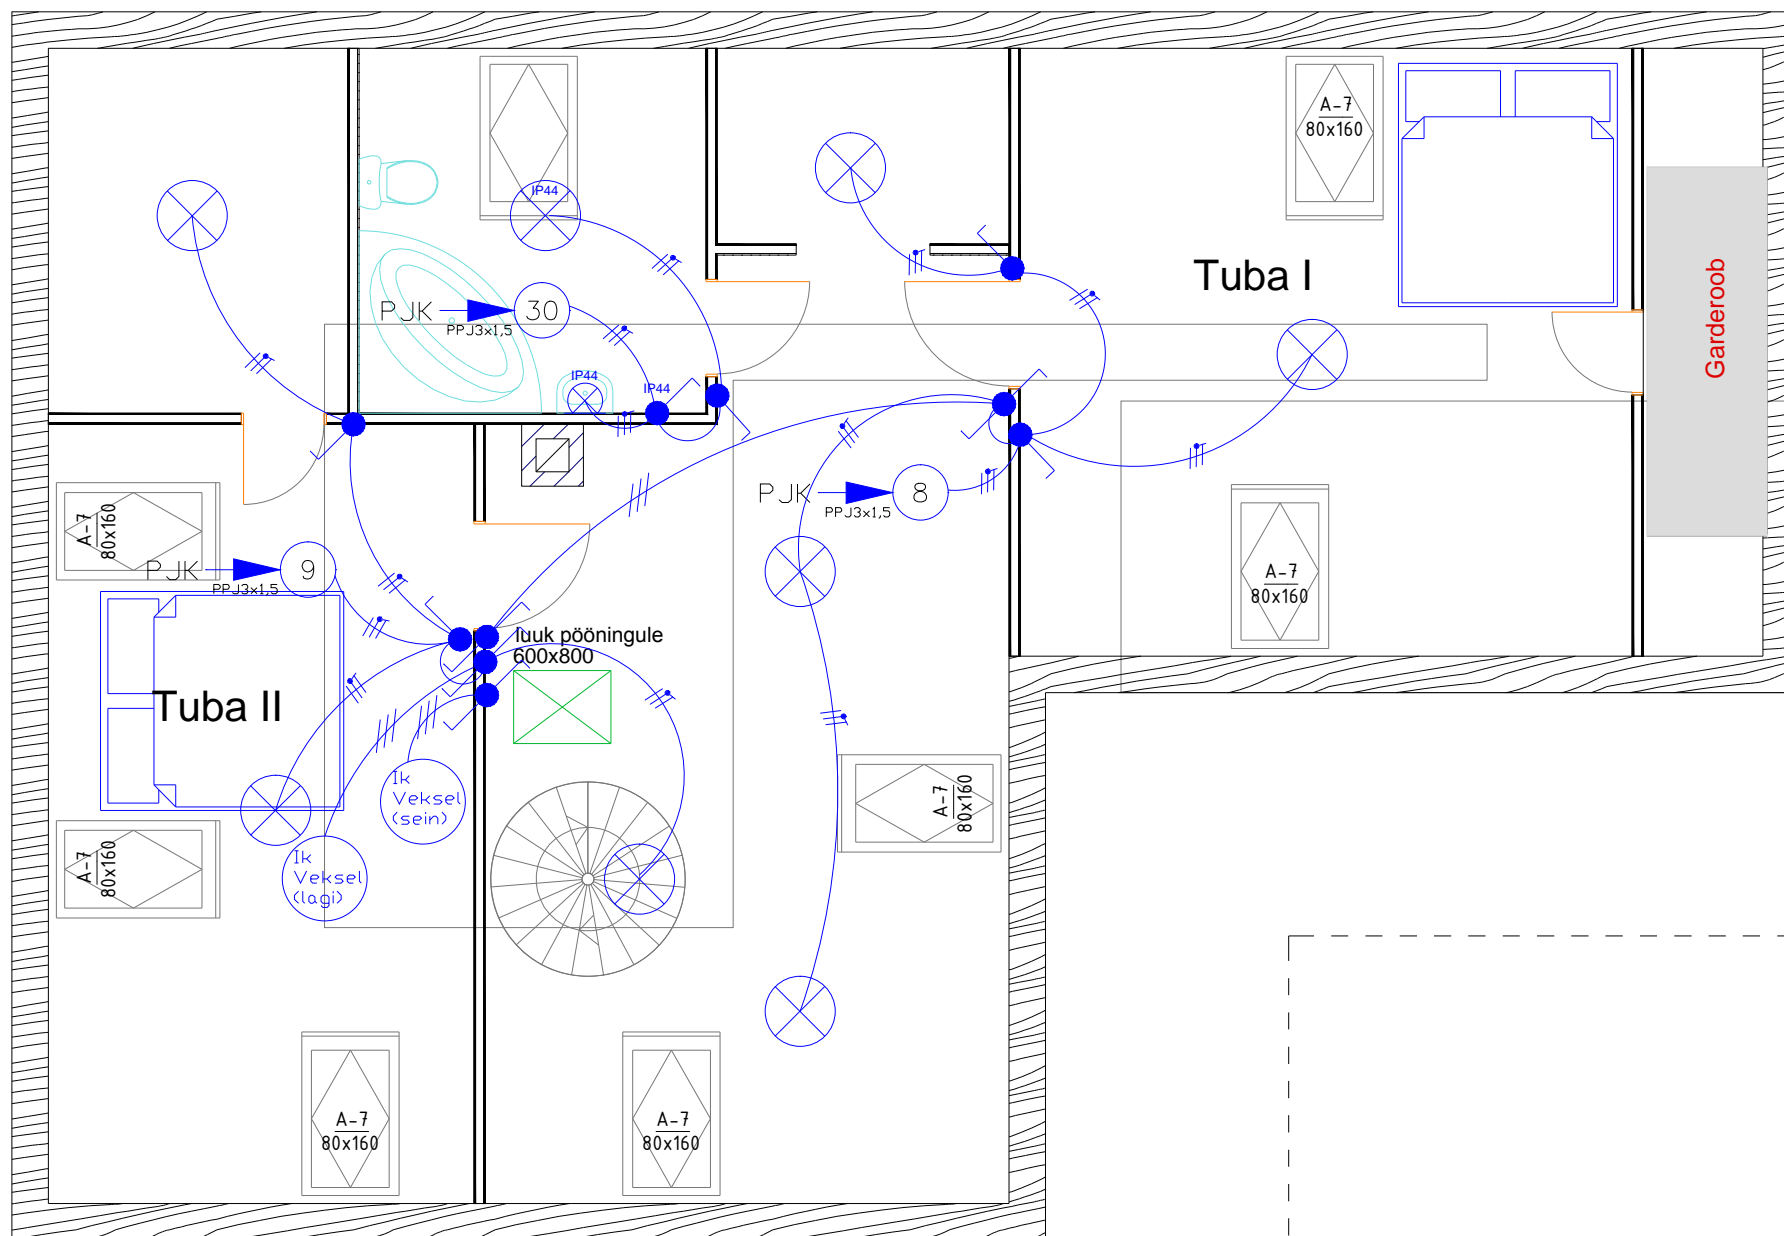 A-7
80x160
IP44
Tuba I
Garderoob
PJK
PPJ3x1,5
30
IP44
IP44
A-7
80x160
PJK
PPJ3x1,5
8
A-7
80x160
PJK
PPJ3x1,5
9
luuk pööningule
600x800
Tuba II
Ik
Veksel
(sein)
A-7
80x160
A-7
80x160
Ik
Veksel
(lagi)
A-7
80x160
A-7
80x160